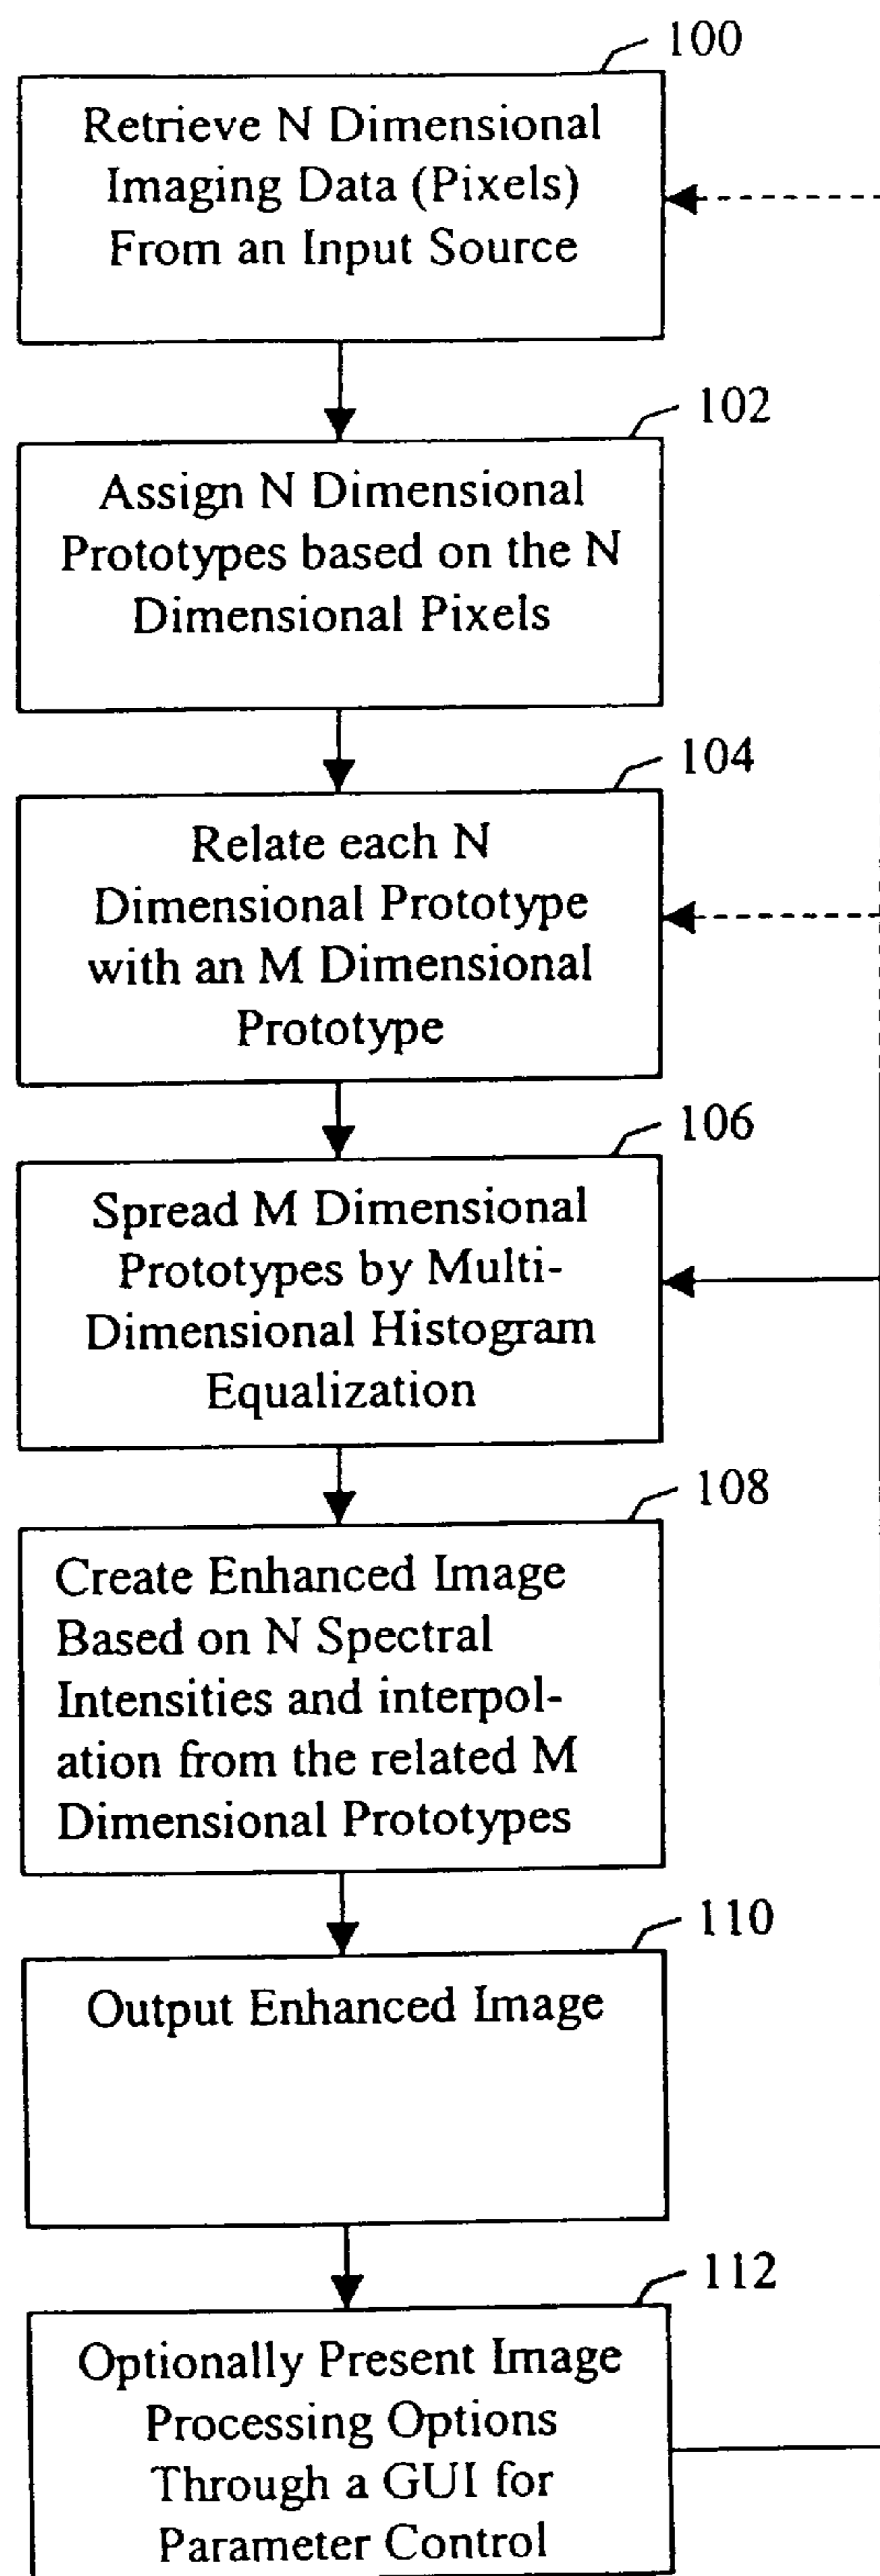 100
Retrieve N Dimensional
Imaging Data (Pixels)
From an Input Source
102
Assign N Dimensional
Prototypes based on the N
Dimensional Pixels
104
Relate each N
Dimensional Prototype
with an M Dimensional
Prototype
106
Spread M Dimensional
Prototypes by Multi-
Dimensional Histogram
Equalization
108
Create Enhanced Image
Based on N Spectral
Intensities and interpol-
ation from the related M
Dimensional Prototypes
110
Output Enhanced Image
112
Optionally Present Image
Processing Options
Through a GUI for
Parameter Control